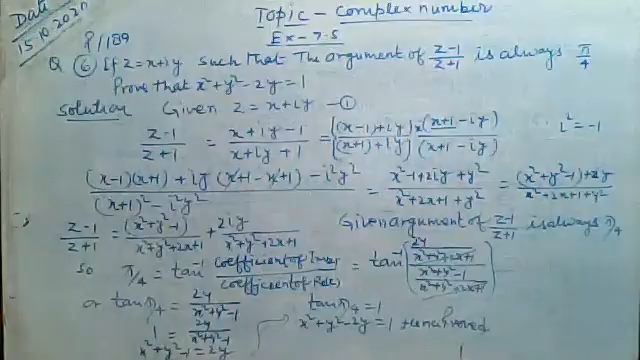 Date
15.10.2020
Topic - Complex number
P/189
Ex-7.5
Q ⑥ If z = x+iy such that The argument of (z-1)/(z+1) is always π/4
Prove that x²+y²-2y=1
Solution Given z = x+iy -①
(z-1)/(z+1) = (x+iy-1)/(x+iy+1) = {(x-1)+iy}×(x+1-iy)/{(x+1)+iy}(x+1-iy) i²=-1
((x-1)(x+1)+iy(x+1-x+1)-i²y²)/((x+1)²-i²y²) = (x²-1+2iy+y²)/(x²+2x+1+y²) = ((x²+y²-1)+2iy)/(x²+2x+1+y²)
(z-1)/(z+1) = (x²+y²-1)/(x²+y²+2x+1) + 2iy/(x²+y²+2x+1) Given argument of (z-1)/(z+1) is always π/4
so π/4 = tan⁻¹ (coefficient of Imag)/(coefficient of Real) = tan⁻¹((2y/(x²+y²+2x+1))/((x²+y²-1)/(x²+y²+2x+1)))
or tan π/4 = 2y/(x²+y²-1) tan π/4 = 1
1 = 2y/(x²+y²-1) x²+y²-2y=1 proved
x²+y²-1=2y